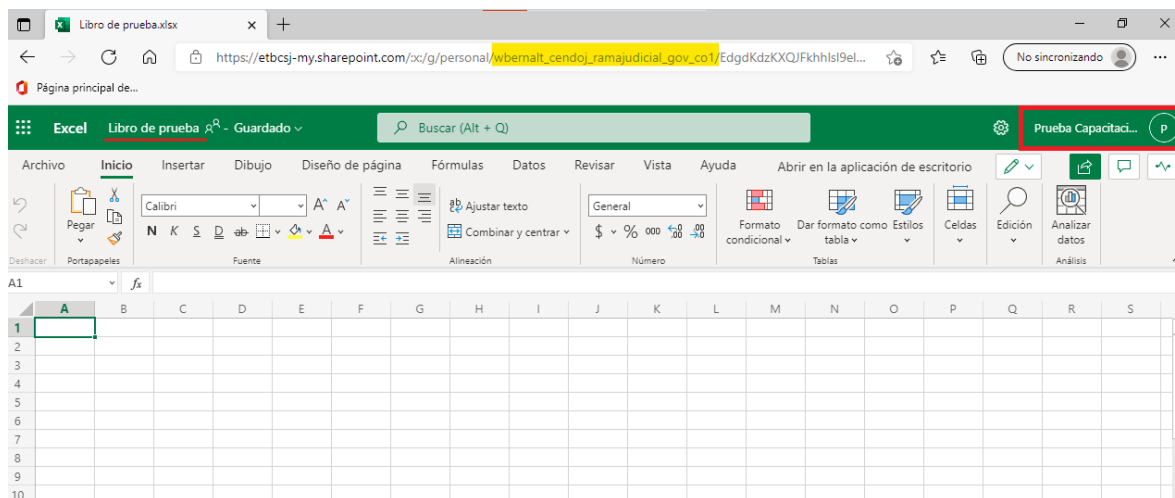 Libro de prueba.xlsx
https://etbcsj-my.sharepoint.com/:x:/g/personal/wbernalt_cendoj_ramajudicial_gov_co1/EdgdKdzKXQJFkhhIsI9el...
No sincronizando
Página principal de...
Excel Libro de prueba - Guardado
Buscar (Alt + Q)
Prueba Capacitaci... P
Archivo Inicio Insertar Dibujo Diseño de página Fórmulas Datos Revisar Vista Ayuda Abrir en la aplicación de escritorio
Pegar
Calibri
A^ A˅
N K S D ab A
ab Ajustar texto
Combinar y centrar
General
$ % 000
Formato condicional
Dar formato como tabla
Estilos
Celdas
Edición
Analizar datos
Deshacer Portapapeles Fuente Alineación Número Tablas Análisis
A1 fx
A B C D E F G H I J K L M N O P Q R S
1
2
3
4
5
6
7
8
9
10